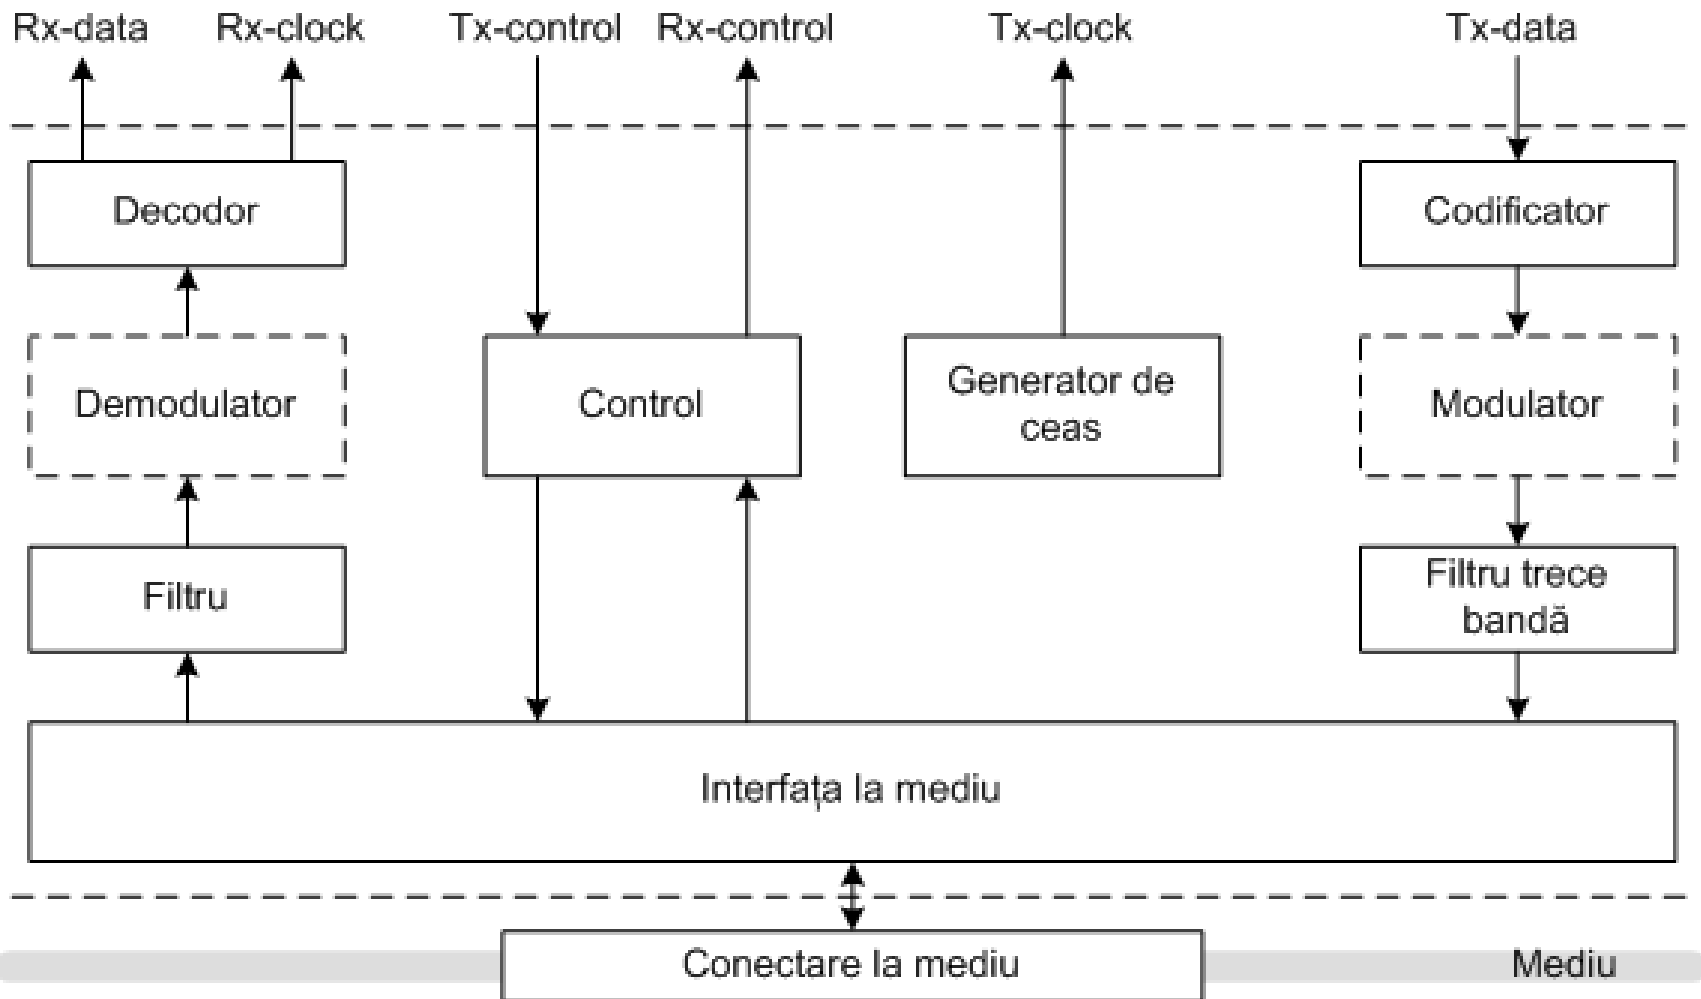 Rx-data
Rx-clock
Tx-control
Rx-control
Tx-clock
Tx-data
Decodor
Codificator
Demodulator
Control
Generator de
ceas
Modulator
Filtru
Filtru trece
bandă
Interfața la mediu
Conectare la mediu
Mediu